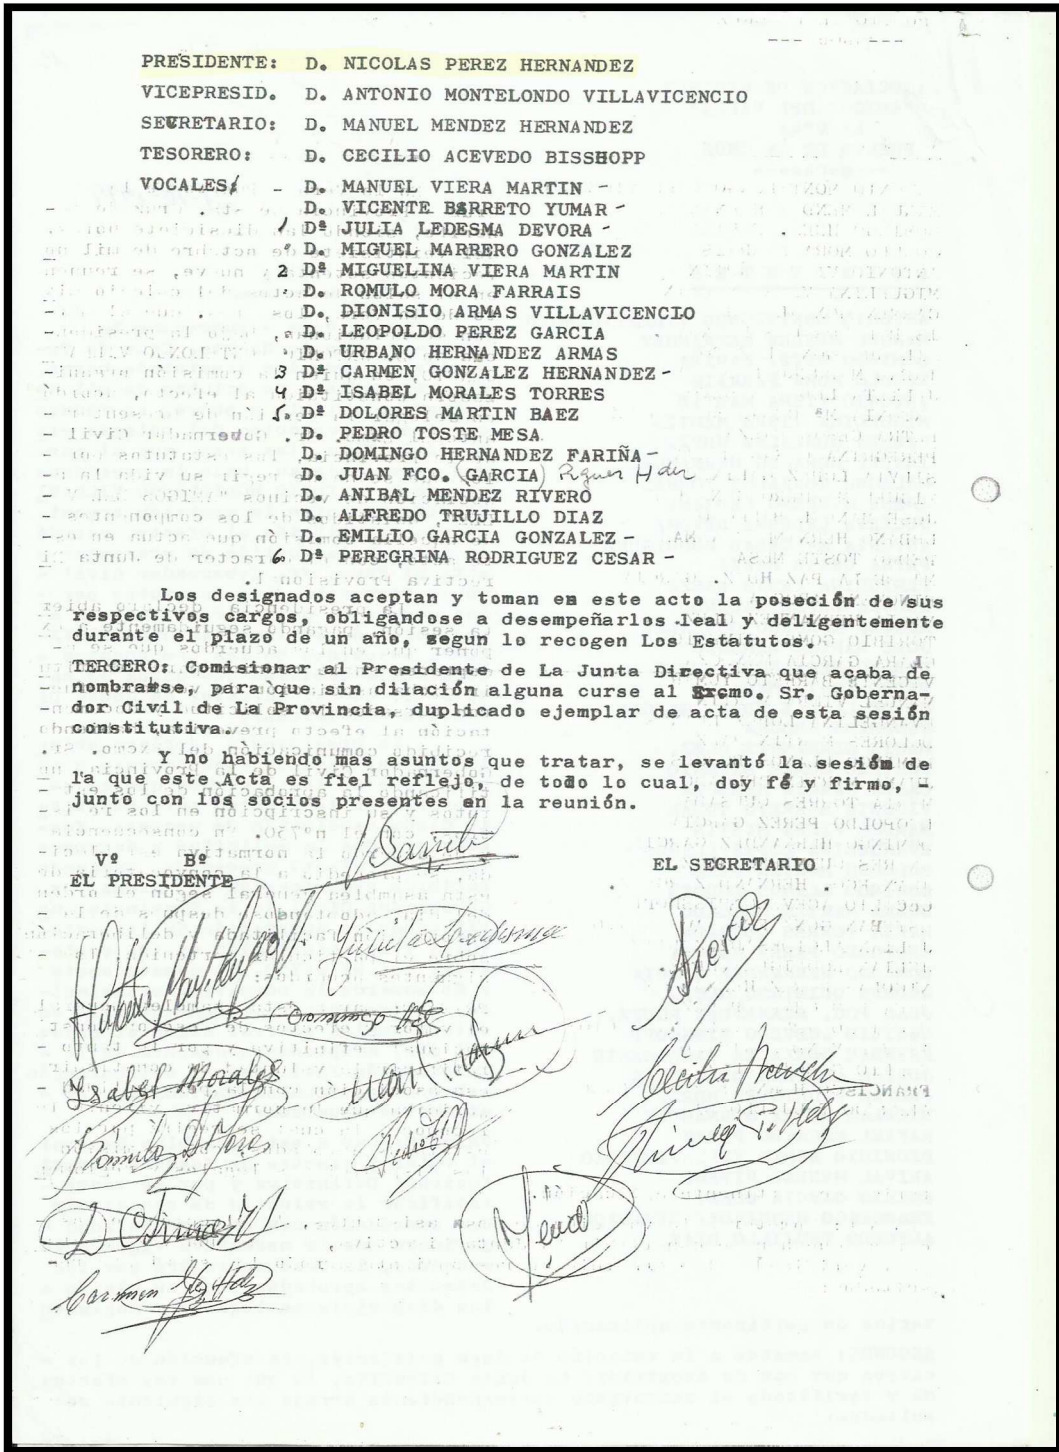 PRESIDENTE: D. NICOLAS PEREZ HERNANDEZ
VICEPRESID. D. ANTONIO MONTELONDO VILLAVICENCIO
SECRETARIO: D. MANUEL MENDEZ HERNANDEZ
TESORERO: D. CECILIO ACEVEDO BISSHOPP
VOCALES/ - D. MANUEL VIERA MARTIN -
D. VICENTE BARRETO YUMAR -
1 Dª JULIA LEDESMA DEVORA -
D. MIGUEL MARRERO GONZALEZ
2 Dª MIGUELINA VIERA MARTIN
D. ROMULO MORA FARRAIS
D. DIONISIO ARMAS VILLAVICENCIO
D. LEOPOLDO PEREZ GARCIA
D. URBANO HERNANDEZ ARMAS
3 Dª CARMEN GONZALEZ HERNANDEZ -
4 Dª ISABEL MORALES TORRES
5. Dª DOLORES MARTIN BAEZ
D. PEDRO TOSTE MESA
D. DOMINGO HERNANDEZ FARIÑA -
D. JUAN FCO. (GARCIA) Hdez
D. ANIBAL MENDEZ RIVERO
D. ALFREDO TRUJILLO DIAZ
D. EMILIO GARCIA GONZALEZ -
6 Dª PEREGRINA RODRIGUEZ CESAR -
Los designados aceptan y toman en este acto la poseción de sus
respectivos cargos, obligandose a desempeñarlos leal y deligentemente
durante el plazo de un año, segun lo recogen Los Estatutos.
TERCERO: Comisionar al Presidente de La Junta Directiva que acaba de
nombrarse, para que sin dilación alguna curse al Excmo. Sr. Goberna-
dor Civil de La Provincia, duplicado ejemplar de acta de esta sesión
constitutiva.
Y no habiendo mas asuntos que tratar, se levantó la sesión de
la que este Acta es fiel reflejo, de todo lo cual, doy fé y firmo, -
junto con los socios presentes en la reunión.
Vº Bº
EL PRESIDENTE
EL SECRETARIO
Isabel Morales
Cecilio Acevedo
Carmen Glez Hdez